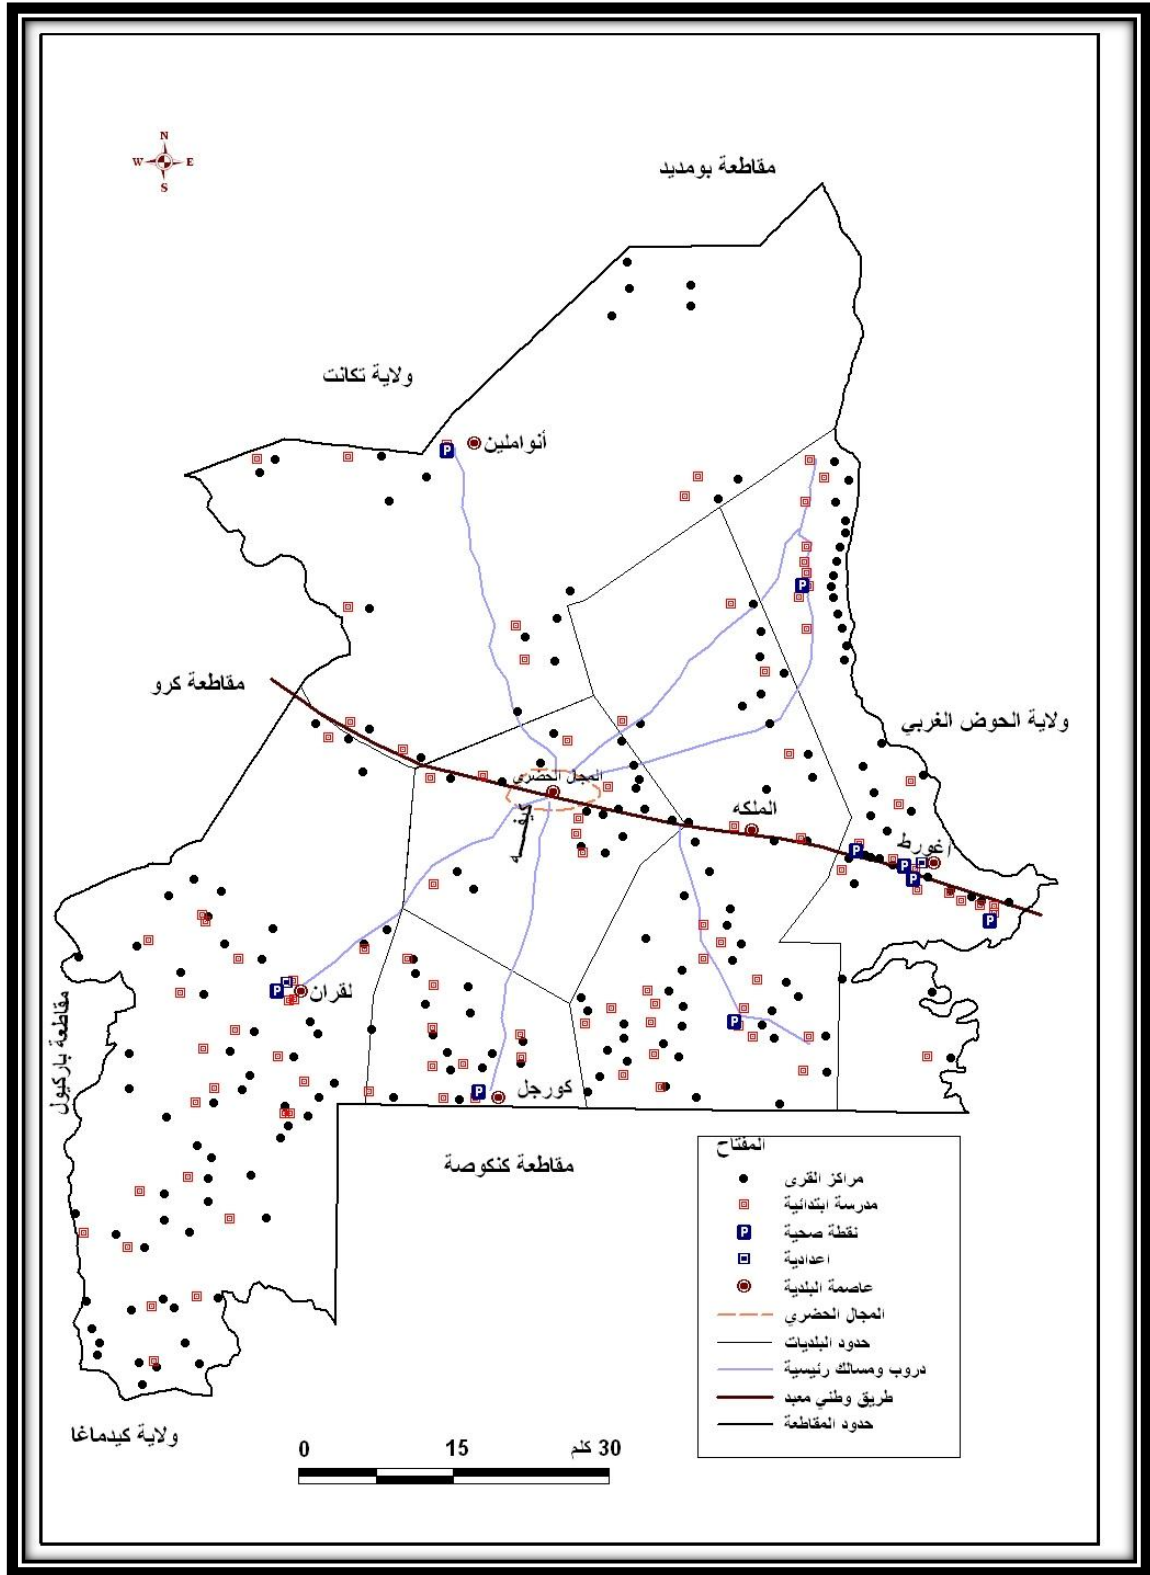 N
W E
S
مقاطعة بومديد
ولاية تكانت
أنواملين
مقاطعة كرو
ولاية الحوض الغربي
المجال الحضري
كيفـــه
الملكه
اغورط
لقران
مقاطعة باركيول
كورجل
مقاطعة كنكوصة
المفتاح
مراكز القرى
مدرسة ابتدائية
P نقطة صحية
اعدادية
عاصمة البلدية
المجال الحضري
حدود البلديات
دروب ومسالك رئيسية
طريق وطني معبد
حدود المقاطعة
ولاية كيدماغا
0 15 30 كلم